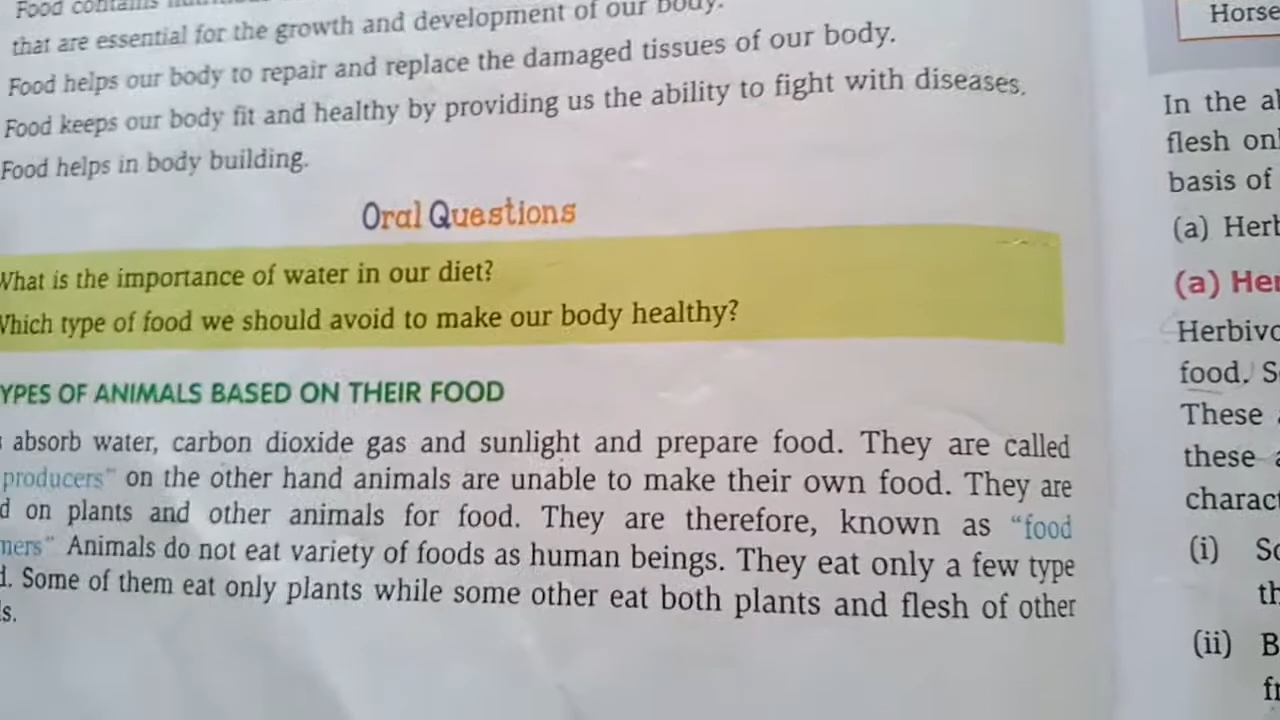 Food contains
that are essential for the growth and development of our body.
Food helps our body to repair and replace the damaged tissues of our body.
Food keeps our body fit and healthy by providing us the ability to fight with diseases.
Food helps in body building.
Oral Questions
What is the importance of water in our diet?
Which type of food we should avoid to make our body healthy?
YPES OF ANIMALS BASED ON THEIR FOOD
absorb water, carbon dioxide gas and sunlight and prepare food. They are called
producers" on the other hand animals are unable to make their own food. They are
d on plants and other animals for food. They are therefore, known as "food
mers" Animals do not eat variety of foods as human beings. They eat only a few type
d. Some of them eat only plants while some other eat both plants and flesh of other
s.
Horse
In the
flesh
basis of
(a)
(a)
food.
These
these
(i)
(ii)